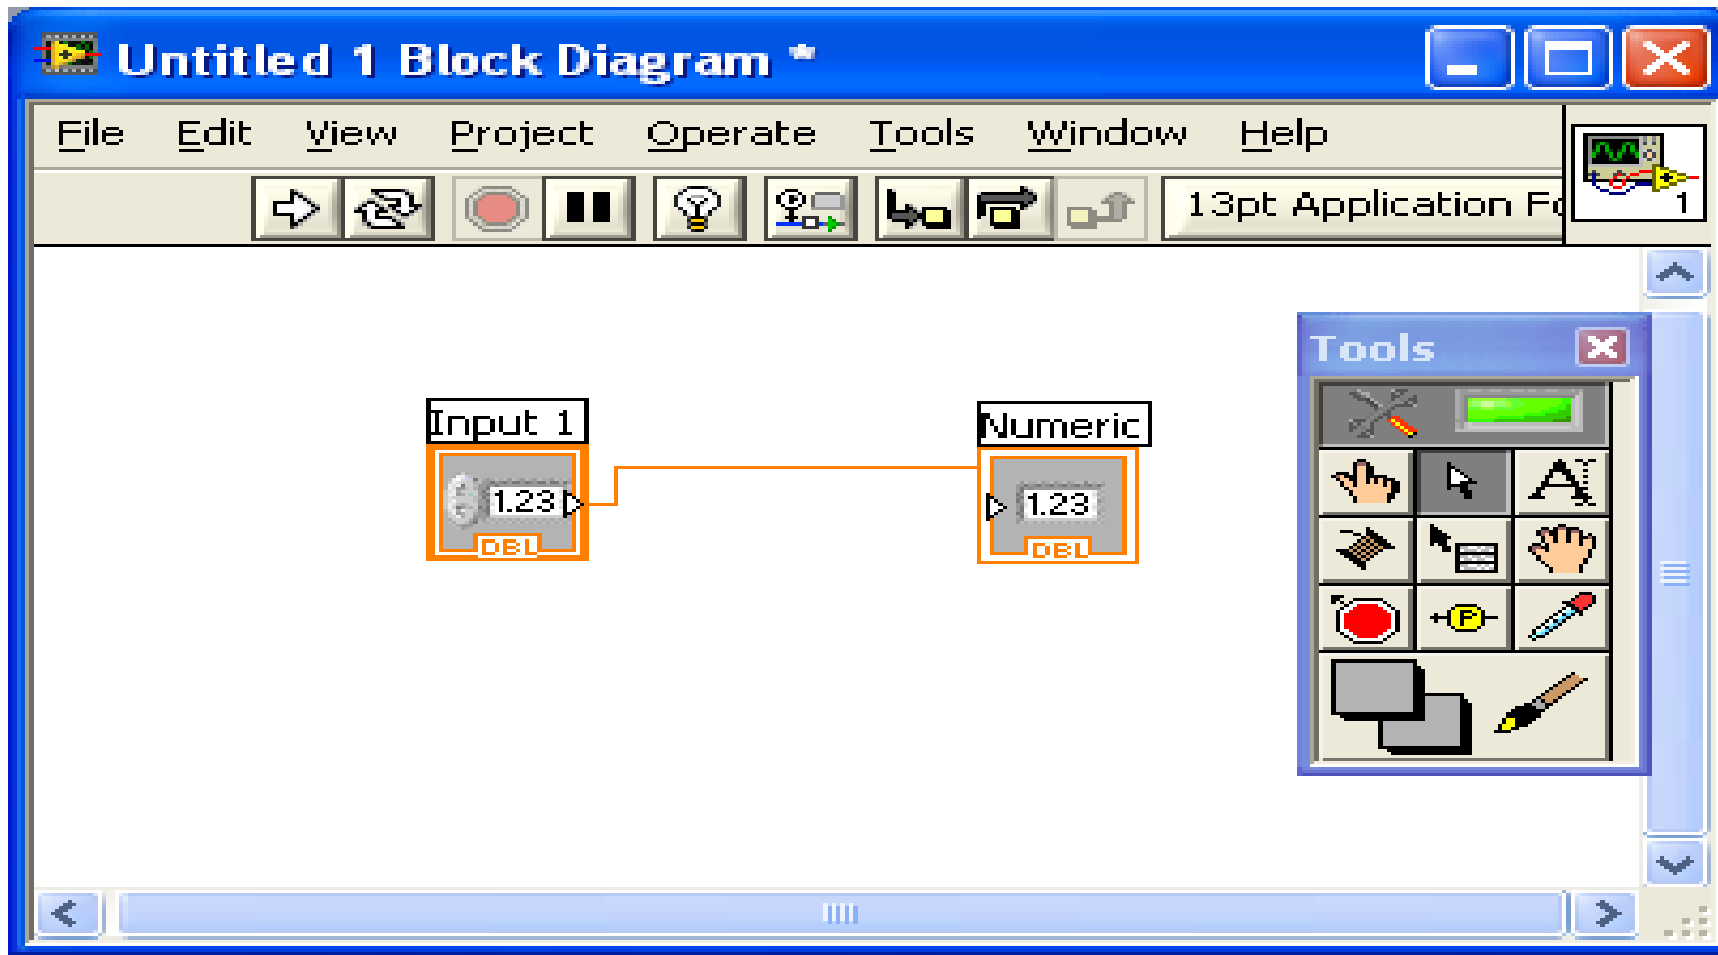 Untitled 1 Block Diagram *
File Edit View Project Operate Tools Window Help
13pt Application
1
Tools
Input 1
Numeric
1.23
1.23
DBL
DBL
P